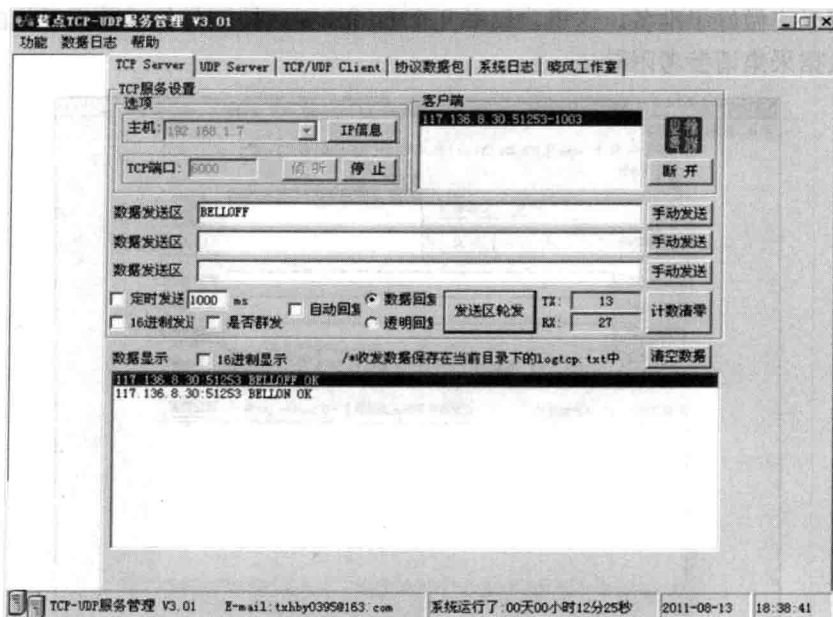 蓝点TCP-UDP服务管理 V3.01
功能 数据日志 帮助
TCP Server UDP Server TCP/UDP Client 协议数据包 系统日志 晓风工作室
TCP服务设置
选项
主机: 192.168.1.7 IP信息
TCP端口: 6000 侦听 停止
客户端
117.136.8.30:51253-1003
断开
数据发送区 BELLOFF 手动发送
数据发送区 手动发送
数据发送区 手动发送
定时发送 1000 ms 自动回复 数据回复 发送区轮发 TX: 13 计数清零
16进制发送 是否群发 透明回复 RX: 27
数据显示 16进制显示 /*收发数据保存在当前目录下的logtcp.txt中 清空数据
117.136.8.30:51253 BELLOFF OK
117.136.8.30:51253 BELLON OK
TCP-UDP服务管理 V3.01 E-mail:txhby0395@163.com 系统运行了:00天00小时12分25秒 2011-08-13 18:38:41